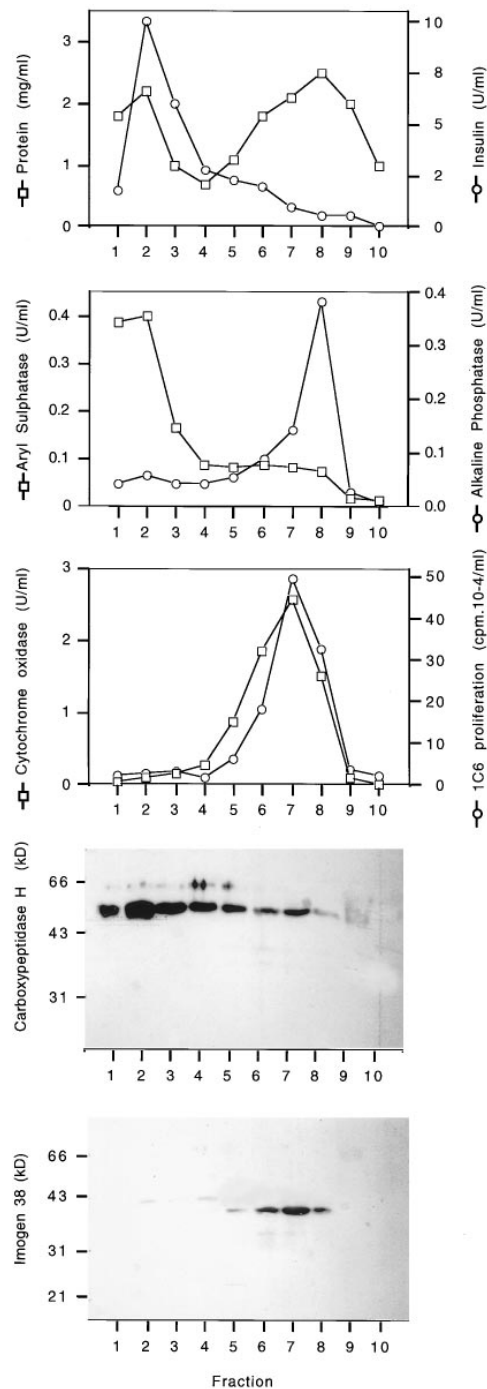 Protein (mg/ml)
3
2
1
0
10
8
5
2
0
Insulin (U/ml)
1 2 3 4 5 6 7 8 9 10
Aryl Sulphatase (U/ml)
0.4
0.3
0.2
0.1
0
0.4
0.3
0.2
0.1
0.0
Alkaline Phosphatase (U/ml)
1 2 3 4 5 6 7 8 9 10
Cytochrome oxidase (U/ml)
3
2
1
0
50
40
30
20
10
0
1C6 proliferation (cpm.10-4/ml)
1 2 3 4 5 6 7 8 9 10
Carboxypeptidase H (kD)
66
43
31
1 2 3 4 5 6 7 8 9 10
Imogen 38 (kD)
66
43
31
21
1 2 3 4 5 6 7 8 9 10
Fraction